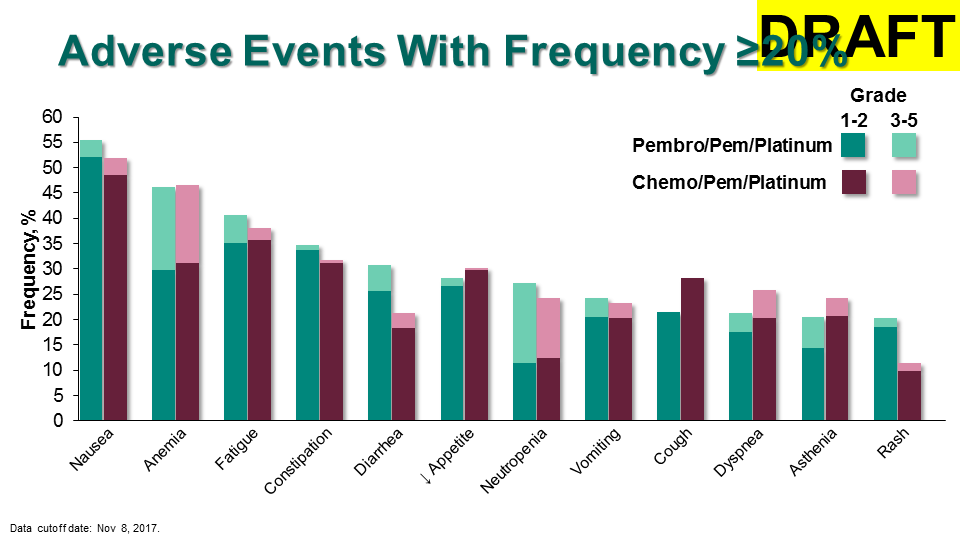 DRAFT
Adverse Events With Frequency ≥20%
Grade
1-2 3-5
Pembro/Pem/Platinum
Chemo/Pem/Platinum
Frequency, %
60
55
50
45
40
35
30
25
20
15
10
5
0
Nausea
Anemia
Fatigue
Constipation
Diarrhea
↓ Appetite
Neutropenia
Vomiting
Cough
Dyspnea
Asthenia
Rash
Data cutoff date: Nov 8, 2017.